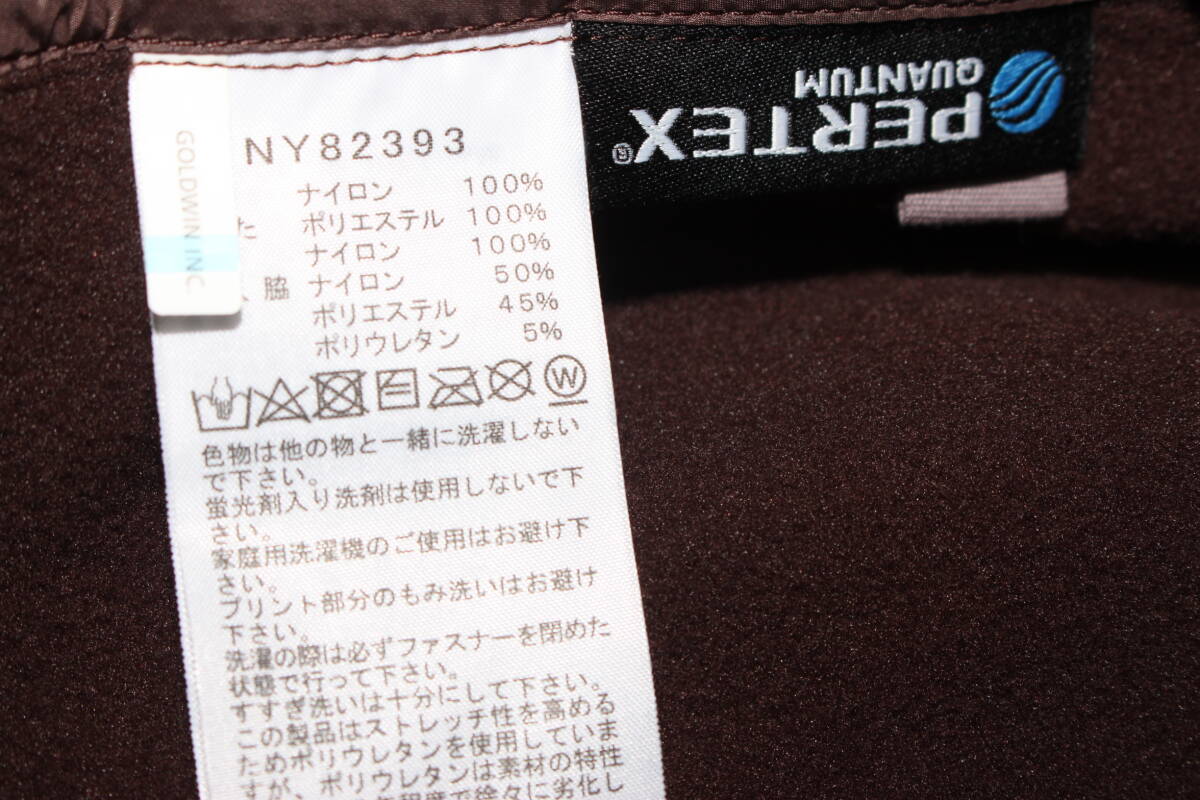 GOLDWIN INC.
NY82393
ナイロン 100%
た ポリエステル 100%
ナイロン 100%
脇 ナイロン 50%
ポリエステル 45%
ポリウレタン 5%
W
色物は他の物と一緒に洗濯しない
で下さい。
蛍光剤入り洗剤は使用しないで下
さい。
家庭用洗濯機のご使用はお避け下
さい。
プリント部分のもみ洗いはお避け
下さい。
洗濯の際は必ずファスナーを閉めた
状態で行って下さい。
すすぎ洗いは十分にして下さい。
この製品はストレッチ性を高める
ためポリウレタンを使用していま
すが、ポリウレタンは素材の特性
年程度で徐々に劣化し
PERTEX®
QUANTUM